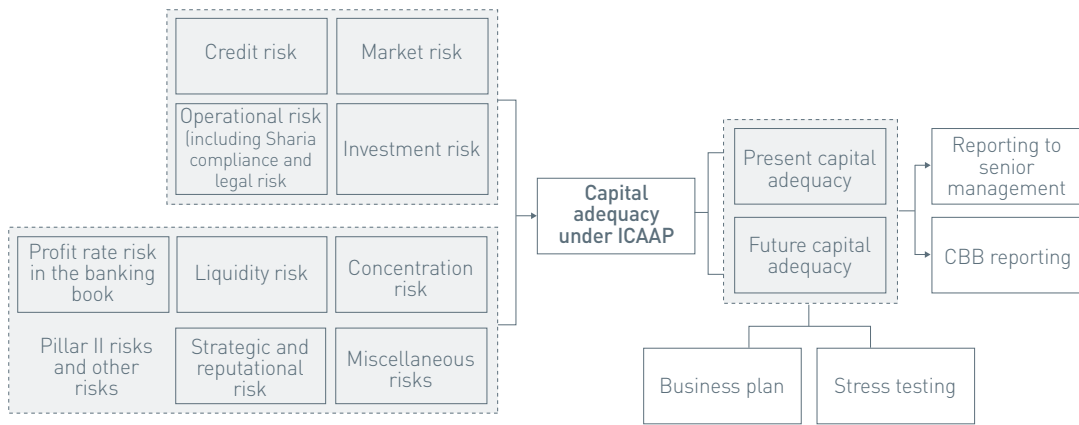 Credit risk
Market risk
Operational risk
(including Sharia
compliance and
legal risk
Investment risk
Profit rate risk
in the banking
book
Liquidity risk
Concentration
risk
Pillar II risks
and other
risks
Strategic and
reputational
risk
Miscellaneous
risks
Capital
adequacy
under ICAAP
Present capital
adequacy
Future capital
adequacy
Reporting to
senior
management
CBB reporting
Business plan
Stress testing